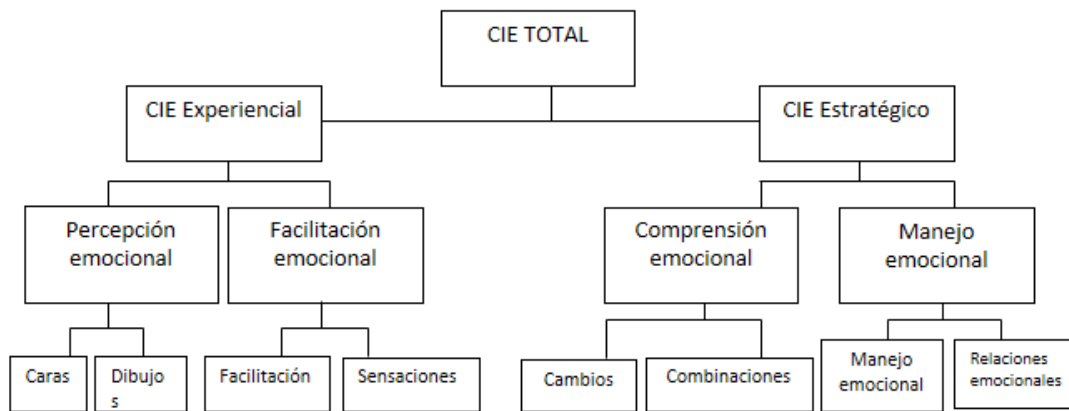 CIE TOTAL
CIE Experiencial
CIE Estratégico
Percepción
emocional
Facilitación
emocional
Comprensión
emocional
Manejo
emocional
Caras
Dibujo
s
Facilitación
Sensaciones
Cambios
Combinaciones
Manejo
emocional
Relaciones
emocionales